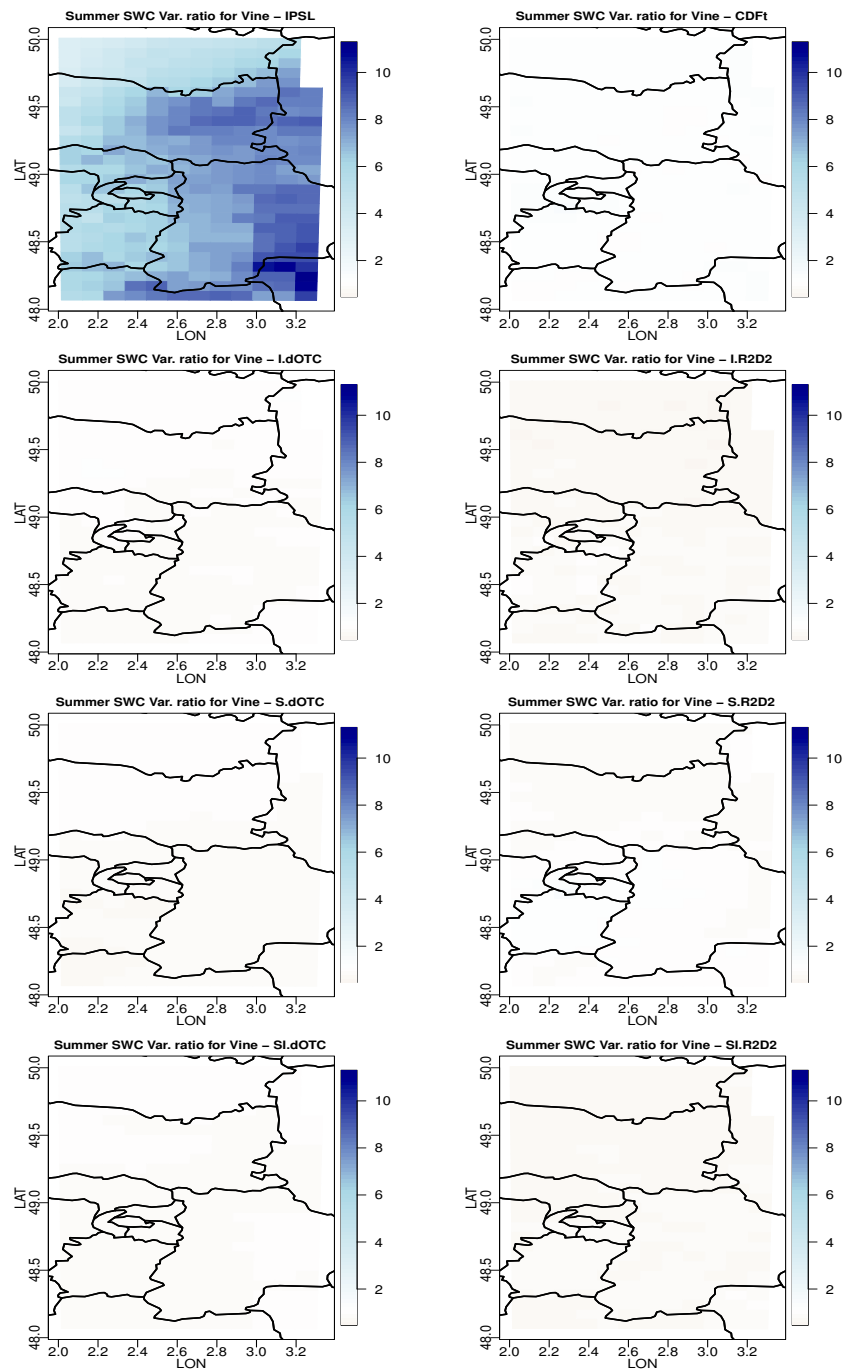 Summer SWC Var. ratio for Vine − IPSL
50.0
49.5
49.0
48.5
48.0
LAT
2.0 2.2 2.4 2.6 2.8 3.0 3.2
LON
10
8
6
4
2
Summer SWC Var. ratio for Vine − CDFt
50.0
49.5
49.0
48.5
48.0
LAT
2.0 2.2 2.4 2.6 2.8 3.0 3.2
LON
10
8
6
4
2
Summer SWC Var. ratio for Vine − I.dOTC
50.0
49.5
49.0
48.5
48.0
LAT
2.0 2.2 2.4 2.6 2.8 3.0 3.2
LON
10
8
6
4
2
Summer SWC Var. ratio for Vine − I.R2D2
50.0
49.5
49.0
48.5
48.0
LAT
2.0 2.2 2.4 2.6 2.8 3.0 3.2
LON
10
8
6
4
2
Summer SWC Var. ratio for Vine − S.dOTC
50.0
49.5
49.0
48.5
48.0
LAT
2.0 2.2 2.4 2.6 2.8 3.0 3.2
LON
10
8
6
4
2
Summer SWC Var. ratio for Vine − S.R2D2
50.0
49.5
49.0
48.5
48.0
LAT
2.0 2.2 2.4 2.6 2.8 3.0 3.2
LON
10
8
6
4
2
Summer SWC Var. ratio for Vine − SI.dOTC
50.0
49.5
49.0
48.5
48.0
LAT
2.0 2.2 2.4 2.6 2.8 3.0 3.2
LON
10
8
6
4
2
Summer SWC Var. ratio for Vine − SI.R2D2
50.0
49.5
49.0
48.5
48.0
LAT
2.0 2.2 2.4 2.6 2.8 3.0 3.2
LON
10
8
6
4
2